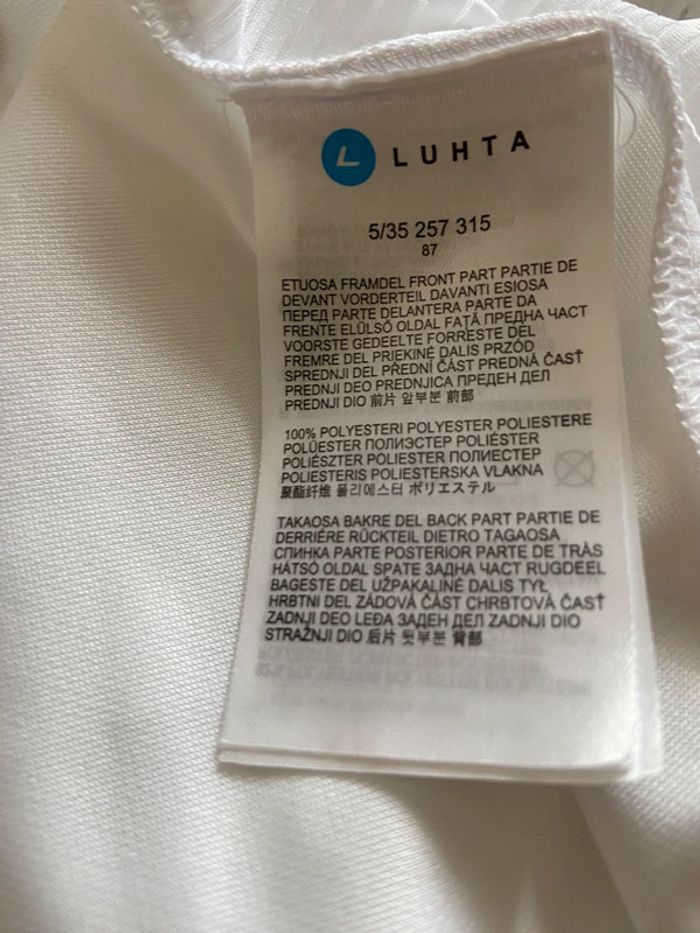 L LUHTA
5/35 257 315
87
ETUOSA FRAMDEL FRONT PART PARTIE DE
DEVANT VORDERTEIL DAVANTI ESIOSA
ПЕРЕД PARTE DELANTERA PARTE DA
FRENTE ELÜLSŐ OLDAL FAȚĂ ПРЕДНА ЧАСТ
VOORSTE GEDEELTE FORRESTE DEL
FREMRE DEL PRIEKINĖ DALIS PRZÓD
SPREDNJI DEL PŘEDNÍ ČÁST PREDNÁ ČASŤ
PREDNJI DEO PREDNJICA ПРЕДЕН ДЕЛ
PREDNJI DIO 前片 앞부분 前部
100% POLYESTERI POLYESTER POLIESTERE
POLÜESTER ПОЛИЭСТЕР POLIÉSTER
POLIÉSZTER POLIESTER ПОЛИЕСТЕР
POLIESTERIS POLIESTERSKA VLAKNA
聚酯纤维 폴리에스터 ポリエステル
TAKAOSA BAKRE DEL BACK PART PARTIE DE
DERRIÉRE RÜCKTEIL DIETRO TAGAOSA
СПИНКА PARTE POSTERIOR PARTE DE TRÀS
HÁTSÓ OLDAL SPATE ЗАДНА ЧАСТ RUGDEEL
BAGESTE DEL UŽPAKALINĖ DALIS TYŁ
HRBTNI DEL ZÁDOVÁ ČÁST CHRBTOVÀ ČASŤ
ZADNJI DEO LEĐA ЗАДЕН ДЕЛ ZADNJI DIO
STRAŽNJI DIO 后片 뒷부분 背部